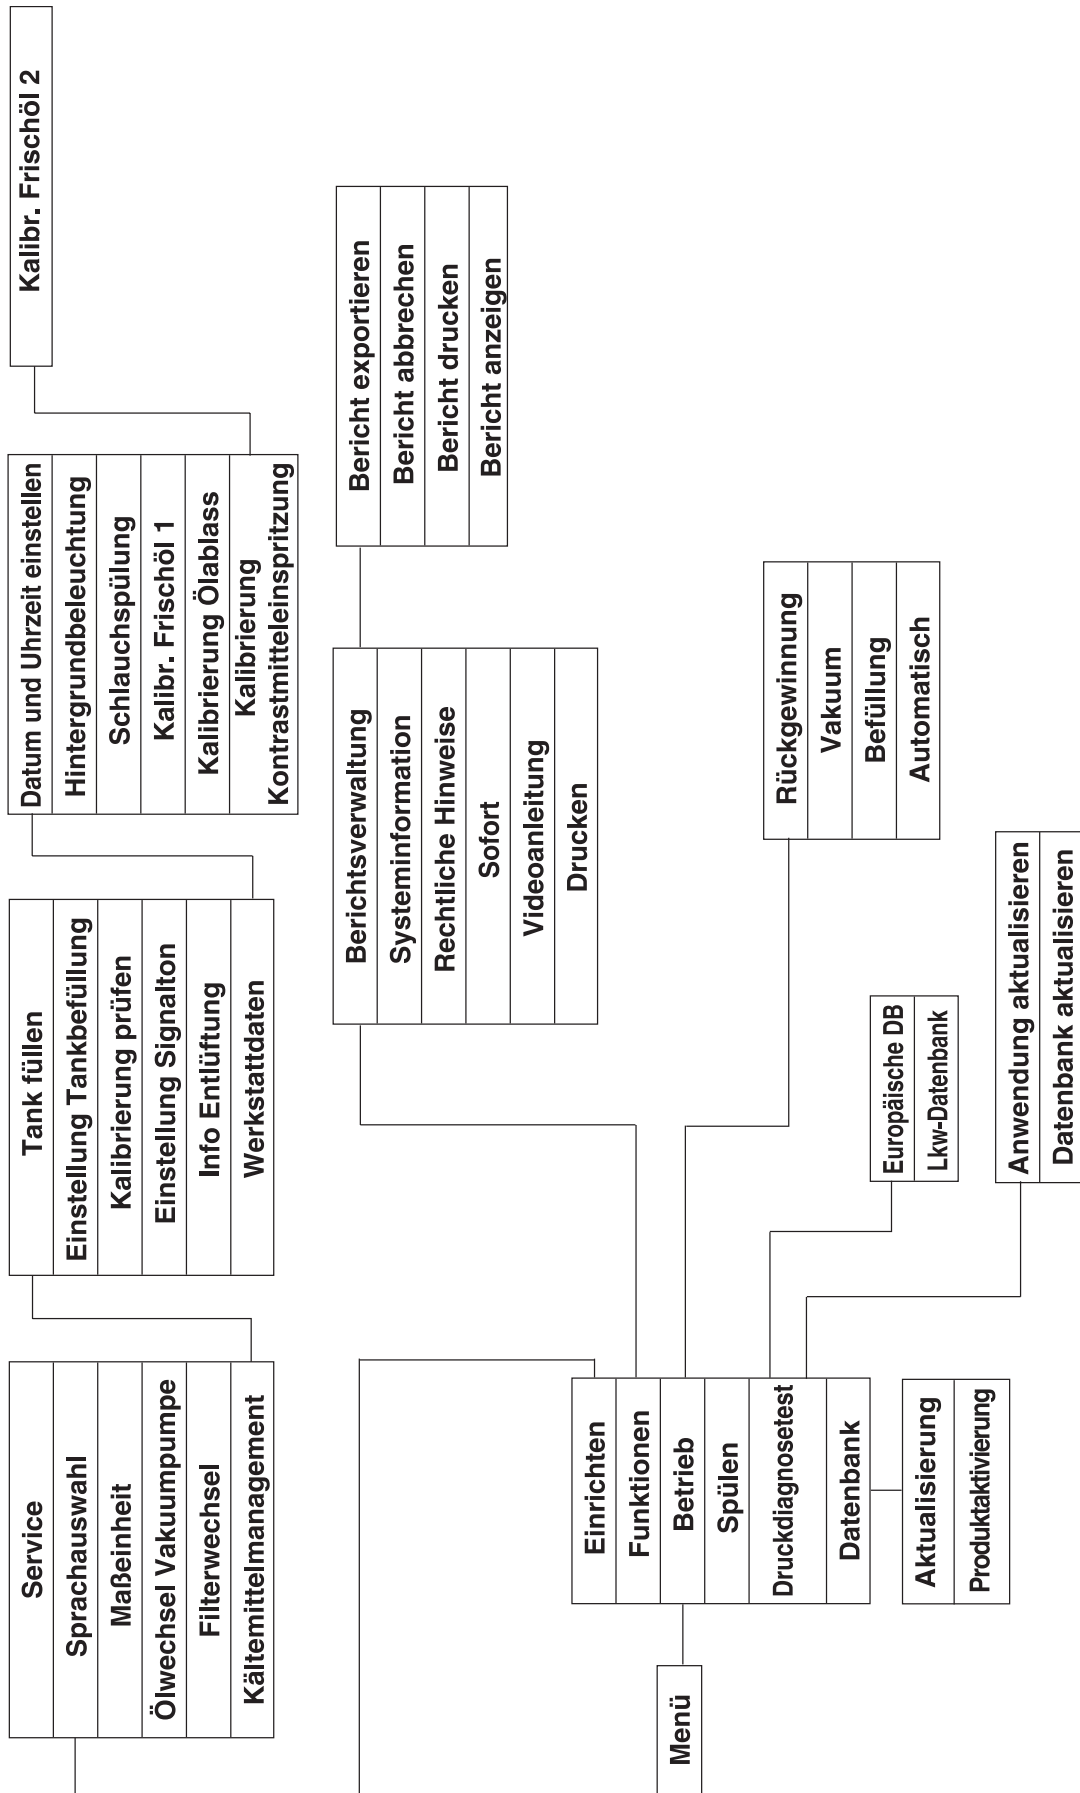 Service
Sprachauswahl
Maßeinheit
Ölwechsel Vakuumpumpe
Filterwechsel
Kältemittelmanagement
Tank füllen
Einstellung Tankbefüllung
Kalibrierung prüfen
Einstellung Signalton
Info Entlüftung
Werkstattdaten
Datum und Uhrzeit einstellen
Hintergrundbeleuchtung
Schlauchspülung
Kalibr. Frischöl 1
Kalibrierung Ölablass
Kalibrierung
Kontrastmitteleinspritzung
Kalibr. Frischöl 2
Berichtsverwaltung
Systeminformation
Rechtliche Hinweise
Sofort
Videoanleitung
Drucken
Bericht exportieren
Bericht abbrechen
Bericht drucken
Bericht anzeigen
Menü
Einrichten
Funktionen
Betrieb
Spülen
Druckdiagnosetest
Datenbank
Rückgewinnung
Vakuum
Befüllung
Automatisch
Europäische DB
Lkw-Datenbank
Aktualisierung
Produktaktivierung
Anwendung aktualisieren
Datenbank aktualisieren